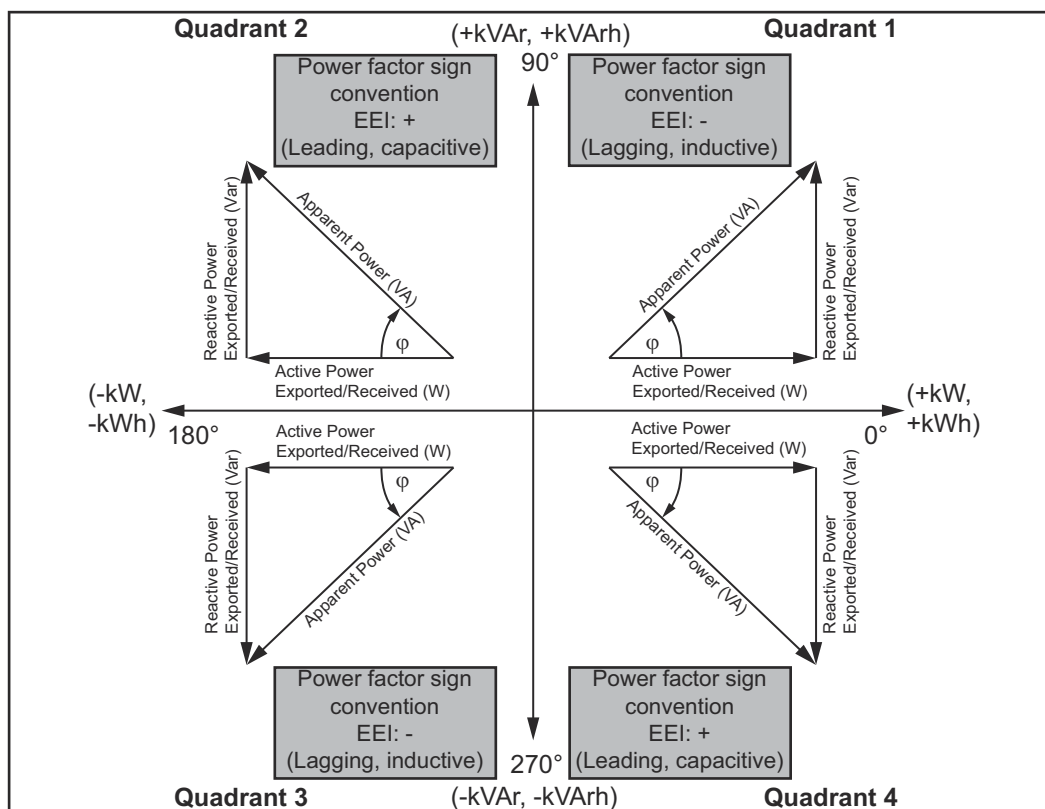 Quadrant 2
(+kVAr, +kVArh)
Quadrant 1
90°
Power factor sign
convention
EEI: +
(Leading, capacitive)
Power factor sign
convention
EEI: -
(Lagging, inductive)
Reactive Power
Exported/Received (Var)
Apparent Power (VA)
φ
Active Power
Exported/Received (W)
Apparent Power (VA)
φ
Active Power
Exported/Received (W)
Reactive Power
Exported/Received (Var)
(-kW,
-kWh)
180°
0°
(+kW,
+kWh)
Reactive Power
Exported/Received (Var)
Active Power
Exported/Received (W)
φ
Apparent Power (VA)
Active Power
Exported/Received (W)
φ
Apparent Power (VA)
Reactive Power
Exported/Received (Var)
Power factor sign
convention
EEI: -
(Lagging, inductive)
Power factor sign
convention
EEI: +
(Leading, capacitive)
270°
Quadrant 3
(-kVAr, -kVArh)
Quadrant 4